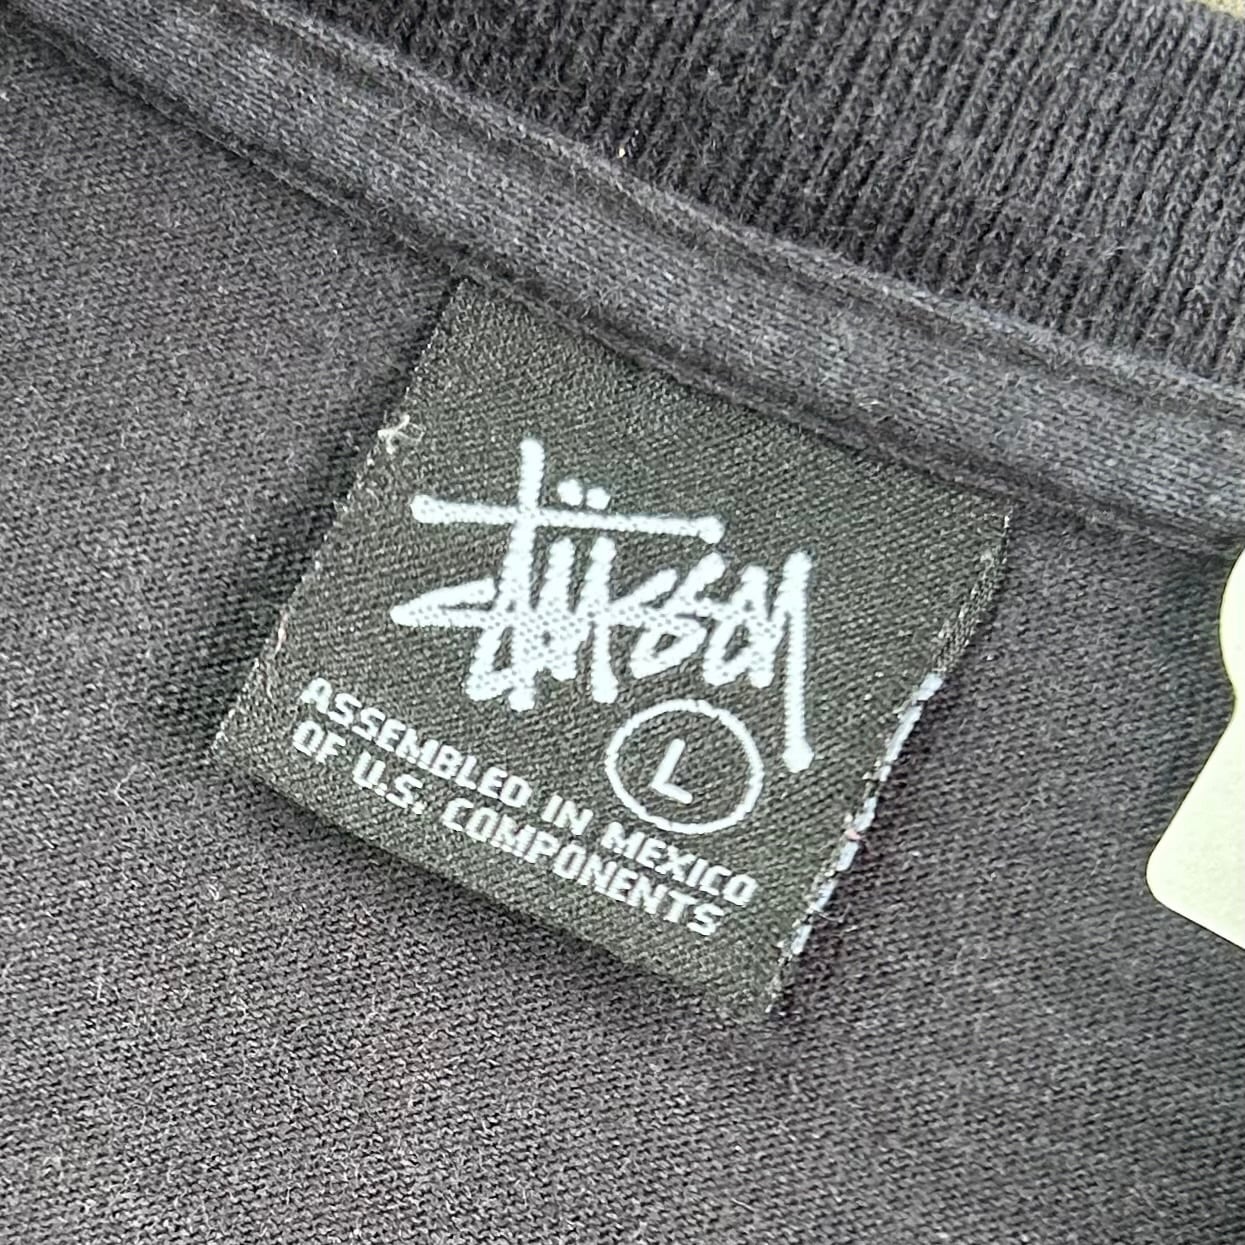 Stüssy
L
ASSEMBLED IN MEXICO
OF U.S. COMPONENTS